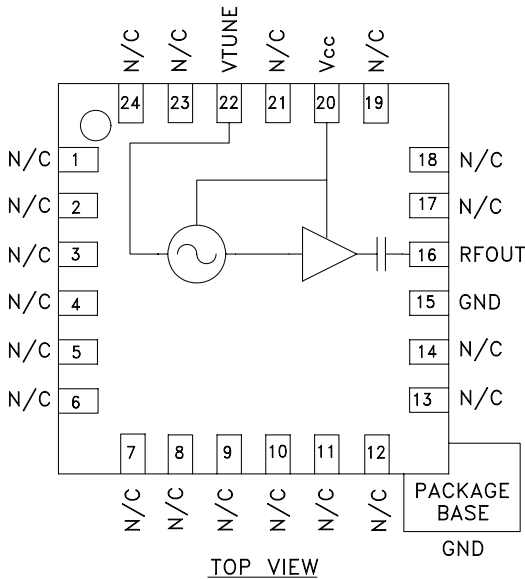 N/C N/C VTUNE N/C Vcc N/C
24 23 22 21 20 19
N/C 1
N/C 2
N/C 3
N/C 4
N/C 5
N/C 6
18 N/C
17 N/C
16 RFOUT
15 GND
14 N/C
13 N/C
7 8 9 10 11 12
N/C N/C N/C N/C N/C N/C
PACKAGE
BASE
GND
TOP VIEW